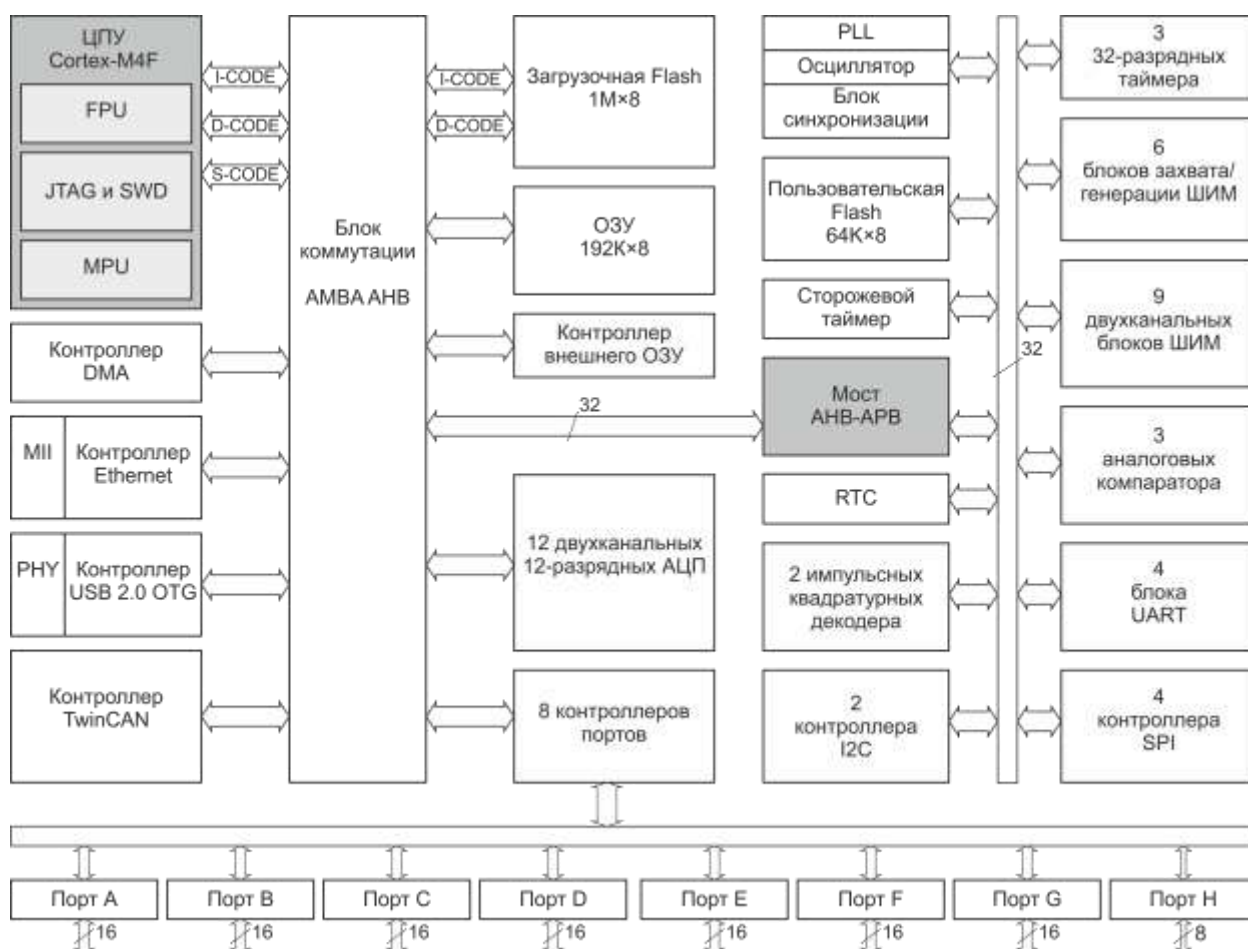 ЦПУ
Cortex-M4F
FPU
JTAG и SWD
MPU
I-CODE
D-CODE
S-CODE
Контроллер
DMA
MII
Контроллер
Ethernet
PHY
Контроллер
USB 2.0 OTG
Контроллер
TwinCAN
Блок
коммутации
AMBA AHB
I-CODE
D-CODE
Загрузочная Flash
1М×8
ОЗУ
192К×8
Контроллер
внешнего ОЗУ
32
12 двухканальных
12-разрядных АЦП
8 контроллеров
портов
PLL
Осциллятор
Блок
синхронизации
Пользовательская
Flash
64К×8
Сторожевой
таймер
Мост
AHB-APB
RTC
2 импульсных
квадратурных
декодера
2
контроллера
I2C
32
3
32-разрядных
таймера
6
блоков захвата/
генерации ШИМ
9
двухканальных
блоков ШИМ
3
аналоговых
компаратора
4
блока
UART
4
контроллера
SPI
Порт A
Порт B
Порт C
Порт D
Порт E
Порт F
Порт G
Порт H
16
16
16
16
16
16
16
8